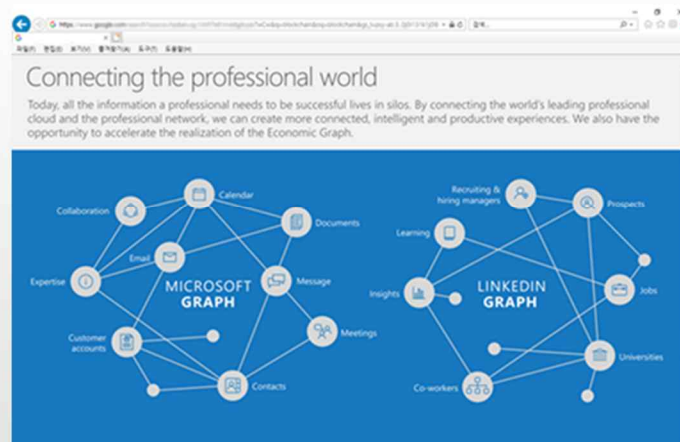 Connecting the professional world
Today, all the information a professional needs to be successful lives in silos. By connecting the world's leading professional
cloud and the professional network, we can create more connected, intelligent and productive experiences. We also have the
opportunity to accelerate the realization of the Economic Graph.
Calendar
Collaboration
Documents
Email
Expertise
MICROSOFT
GRAPH
Message
Customer
accounts
Meetings
Contacts
Recruiting &
hiring managers
Prospects
Learning
Insights
LINKEDIN
GRAPH
Jobs
Universities
Co-workers